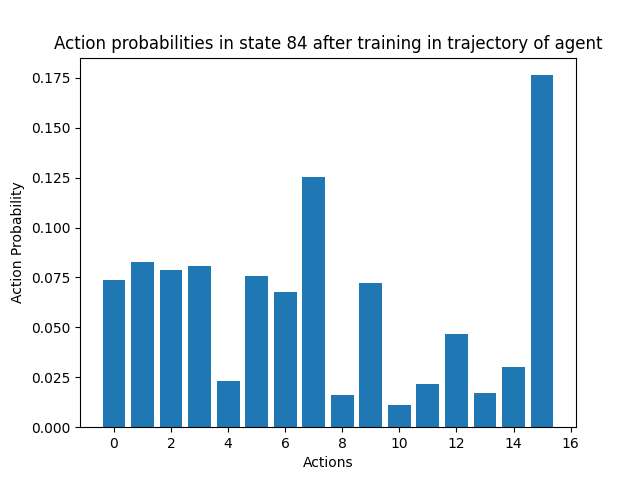 Action probabilities in state 84 after training in trajectory of agent
0.175
0.150
0.125
0.100
0.075
0.050
0.025
0.000
Action Probability
0 2 4 6 8 10 12 14 16
Actions